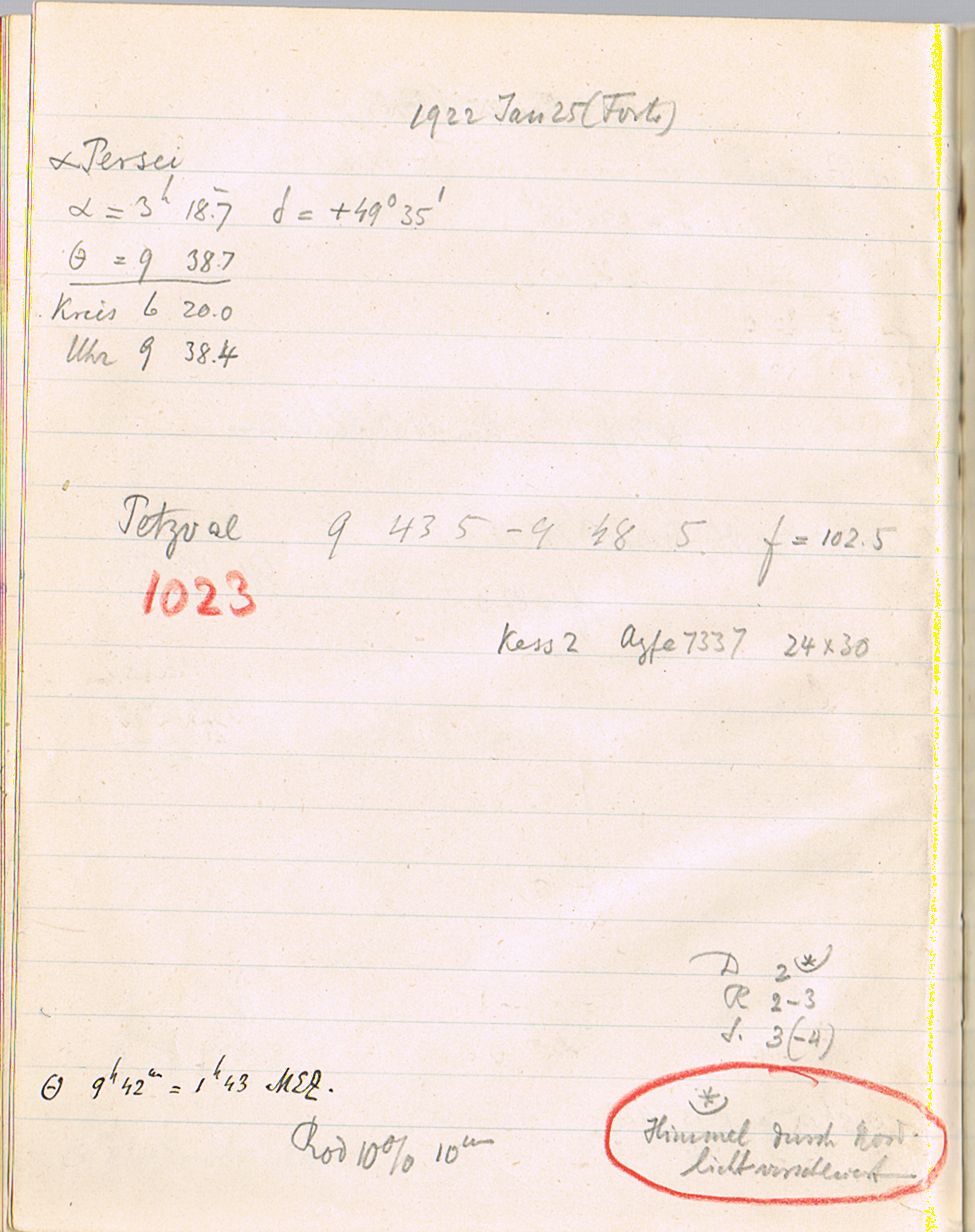 1922 Jan 25 (Forts)
α Persei
α = 3h 18.m7 δ = +49° 35'
θ = 9 38.7
Kreis 6 20.0
Uhr 9 38.4
Petzval 9 43 5 - 9 48 5. f = 102.5
1023
Kass 2 Agfa 7337 24 x 30
D 2 *)
R 2-3
S. 3(-4)
θ 9h 42m = 1h 43 MEZ.
Rod 10% 10m
*)
Himmel durch Nord-
licht verschleiert